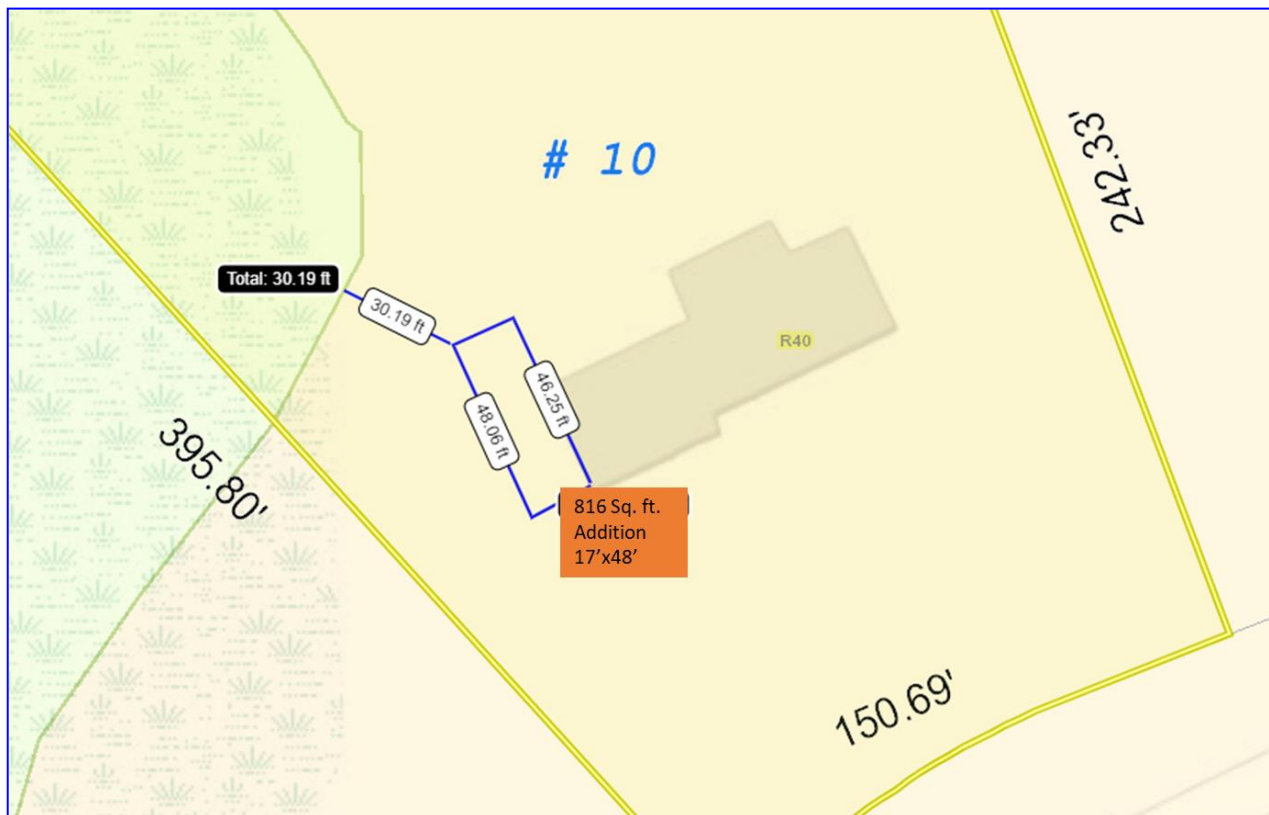 # 10
242.33'
Total: 30.19 ft
30.19 ft
R40
46.25 ft
48.06 ft
395.80'
816 Sq. ft.
Addition
17’x48’
150.69'